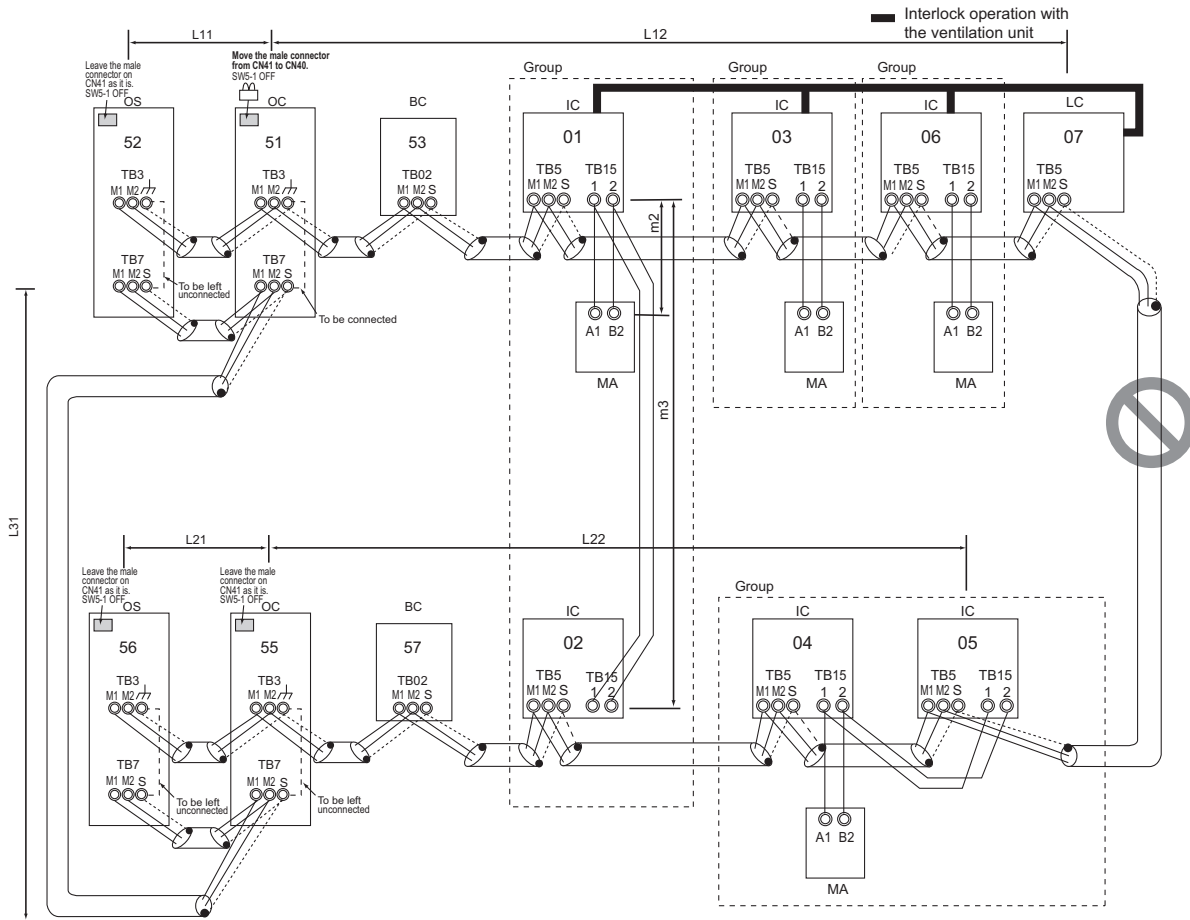 Interlock operation with
the ventilation unit
L11
L12
Leave the male
connector on
CN41 as it is.
SW5-1 OFF
Move the male connector
from CN41 to CN40.
SW5-1 OFF
Group
Group
Group
OS
OC
BC
IC
IC
IC
LC
52
51
53
01
03
06
07
TB3
TB3
TB02
TB5 TB15
TB5 TB15
TB5 TB15
TB5
M1 M2
M1 M2
M1 M2 S
M1 M2 S 1 2
M1 M2 S 1 2
M1 M2 S 1 2
M1 M2 S
m2
TB7
TB7
M1 M2 S
M1 M2 S
To be left
unconnected
To be connected
A1 B2
A1 B2
A1 B2
MA
MA
MA
m3
L31
L21
L22
Leave the male
connector on
CN41 as it is.
SW5-1 OFF
Leave the male
connector on
CN41 as it is.
SW5-1 OFF
Group
OS
OC
BC
IC
IC
IC
56
55
57
02
04
05
TB3
TB3
TB02
TB5 TB15
TB5 TB15
TB5 TB15
M1 M2
M1 M2
M1 M2 S
M1 M2 S 1 2
M1 M2 S 1 2
M1 M2 S 1 2
TB7
TB7
M1 M2 S
M1 M2 S
To be left
unconnected
To be left
unconnected
A1 B2
MA